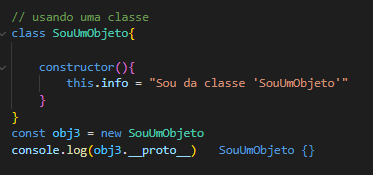 // usando uma classe
class SouUmObjeto{
constructor(){
this.info = "Sou da classe 'SouUmObjeto'"
}
}
const obj3 = new SouUmObjeto
console.log(obj3.__proto__) SouUmObjeto {}